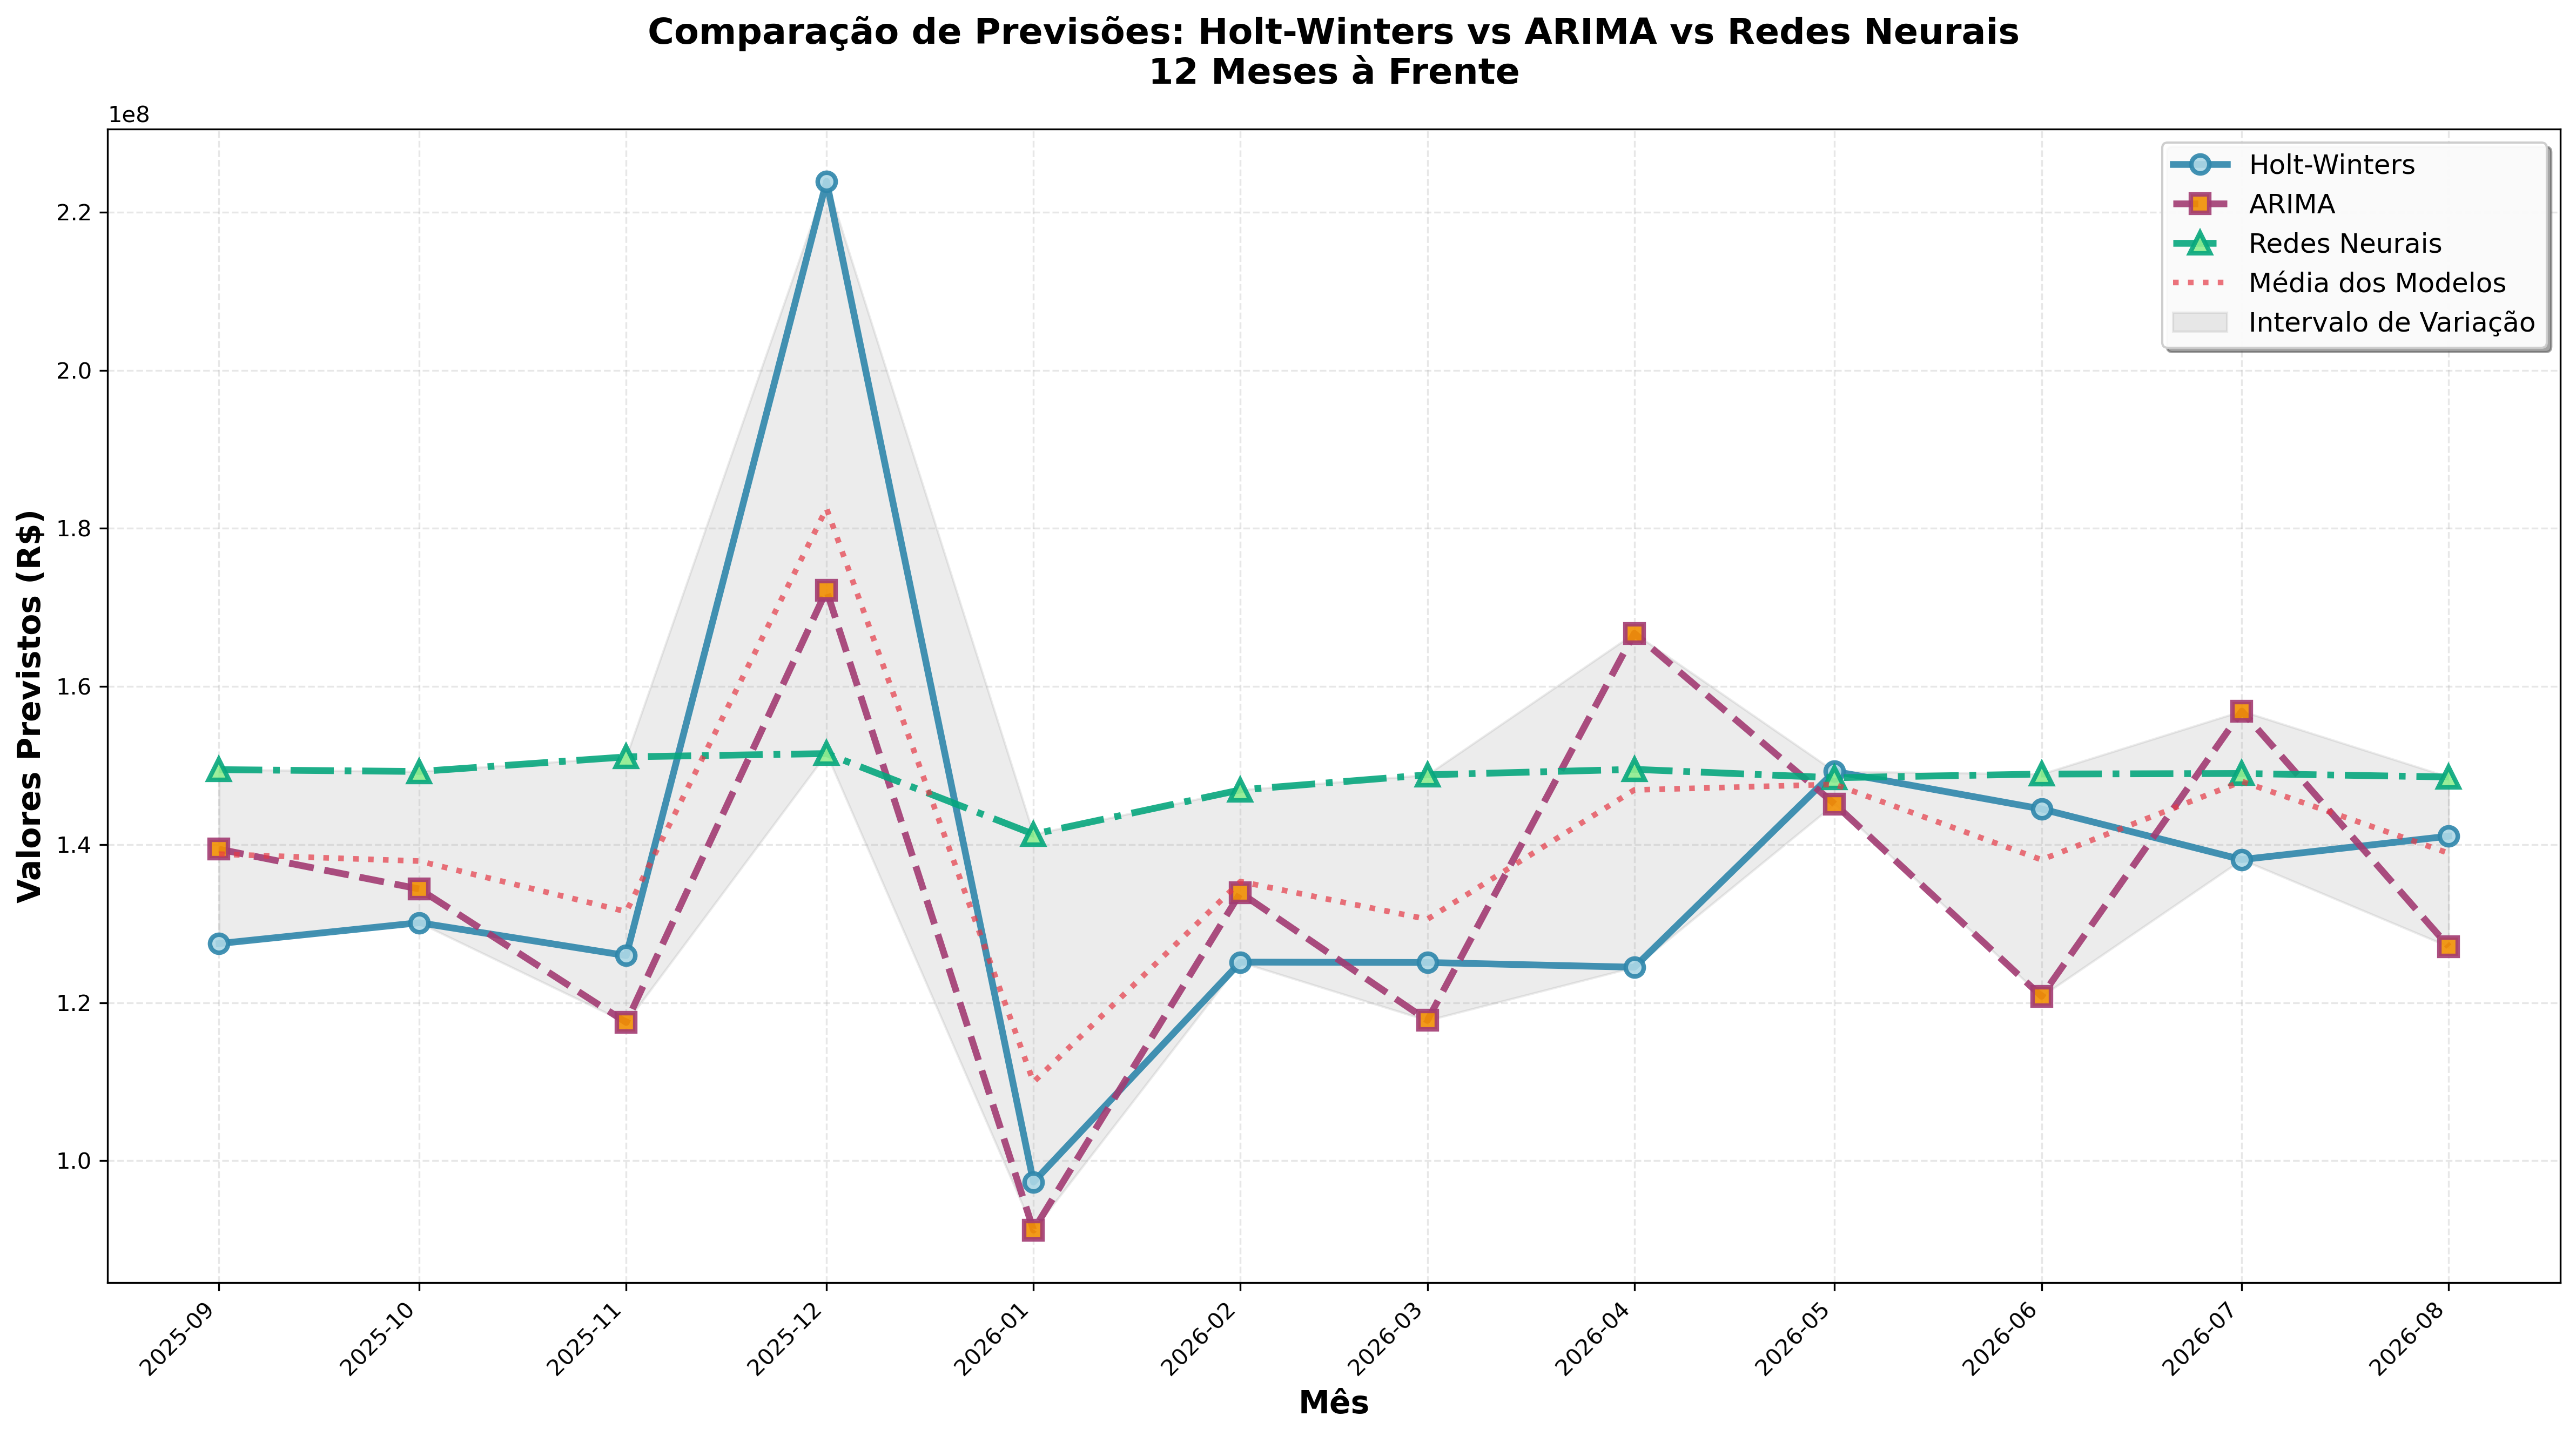 Comparação de Previsões: Holt-Winters vs ARIMA vs Redes Neurais
12 Meses à Frente
1e8
Holt-Winters
ARIMA
Redes Neurais
Média dos Modelos
Intervalo de Variação
Valores Previstos (R$)
2.2
2.0
1.8
1.6
1.4
1.2
1.0
2025-09
2025-10
2025-11
2025-12
2026-01
2026-02
2026-03
2026-04
2026-05
2026-06
2026-07
2026-08
Mês